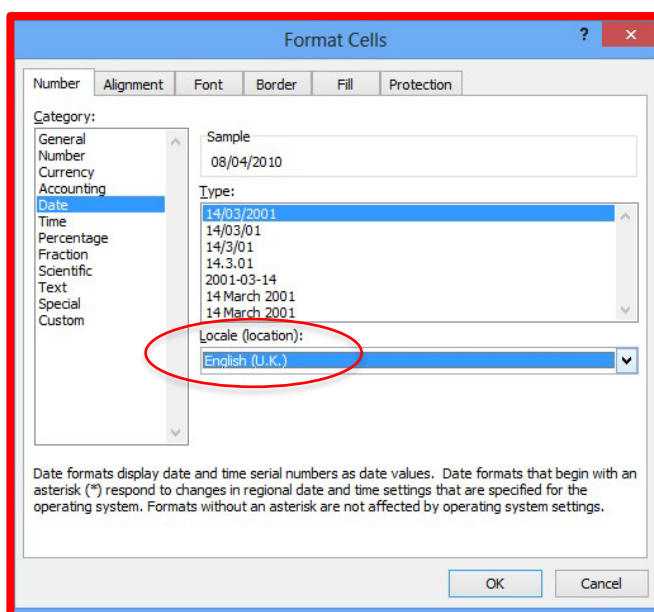 Format Cells
?
×
Number Alignment Font Border Fill Protection
Category:
General
Number
Currency
Accounting
Date
Time
Percentage
Fraction
Scientific
Text
Special
Custom
Sample
08/04/2010
Type:
14/03/2001
14/03/01
14/3/01
14.3.01
2001-03-14
14 March 2001
14 March 2001
Locale (location):
English (U.K.)
Date formats display date and time serial numbers as date values. Date formats that begin with an
asterisk (*) respond to changes in regional date and time settings that are specified for the
operating system. Formats without an asterisk are not affected by operating system settings.
OK Cancel